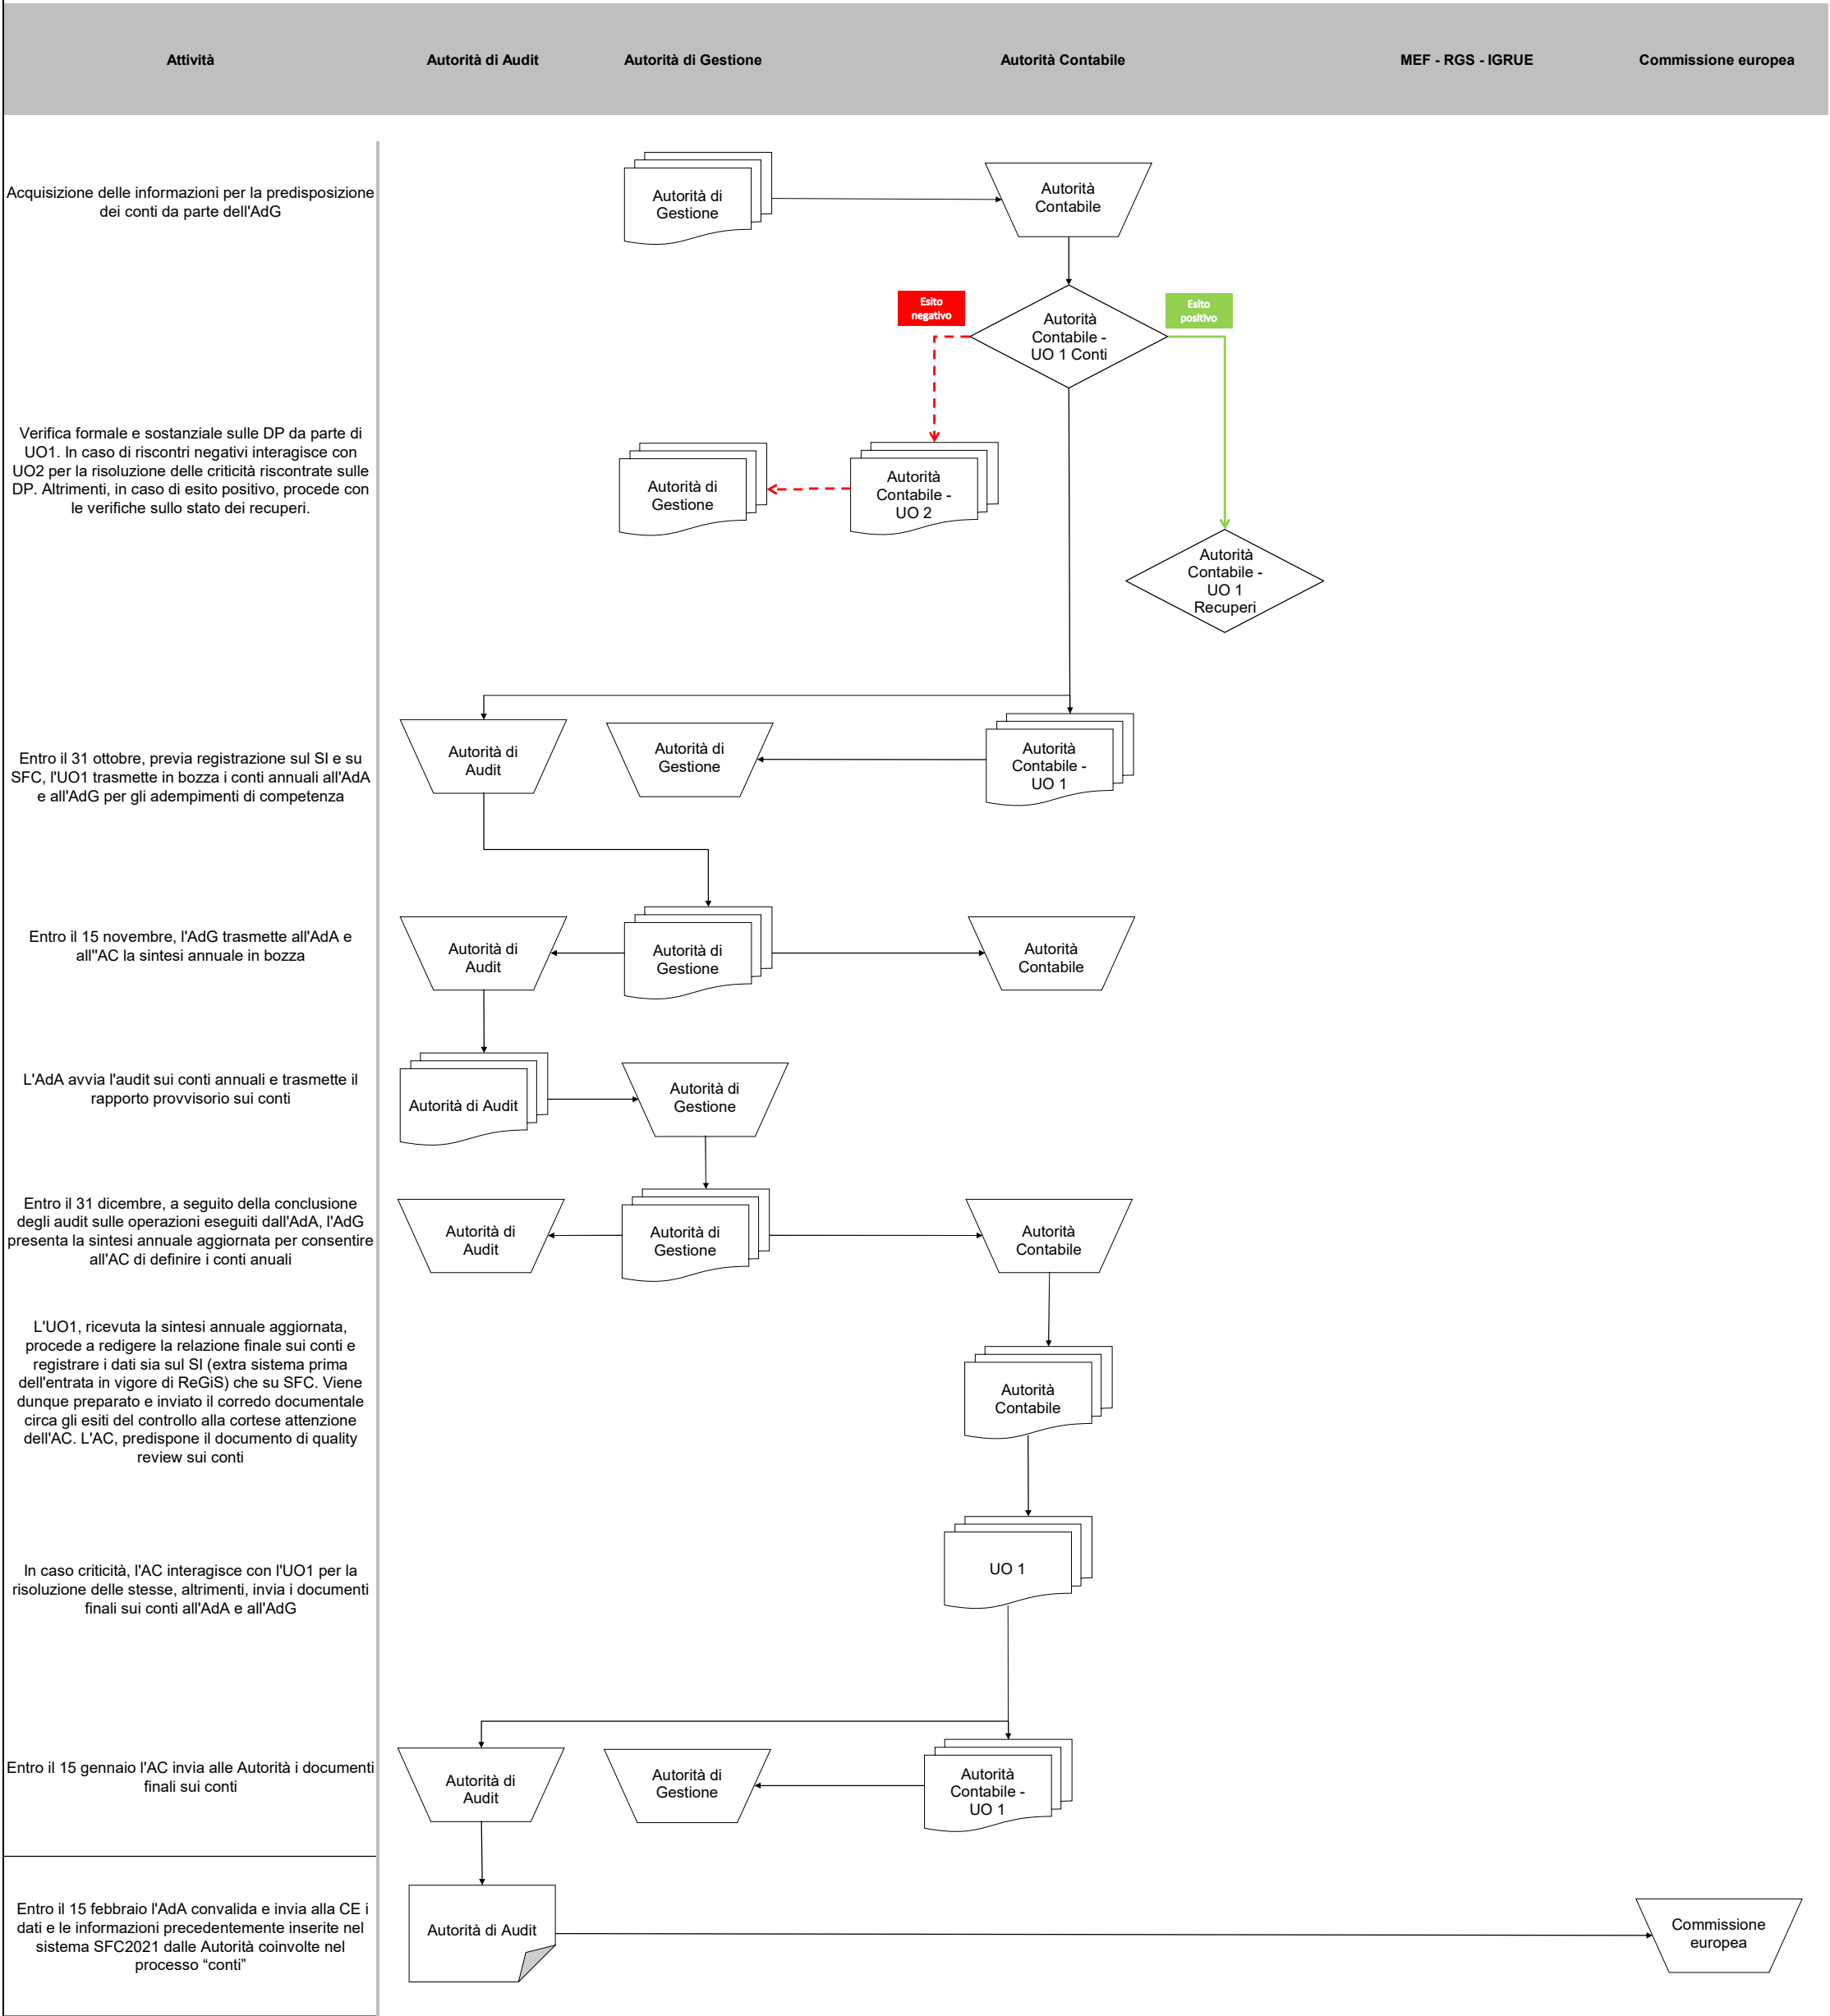 Attività
Autorità di Audit
Autorità di Gestione
Autorità Contabile
MEF - RGS - IGRUE
Commissione europea
Acquisizione delle informazioni per la predisposizione
dei conti da parte dell'AdG
Autorità di
Gestione
Autorità
Contabile
Esito
negativo
Autorità
Contabile -
UO 1 Conti
Esito
positivo
Verifica formale e sostanziale sulle DP da parte di
UO1. In caso di riscontri negativi interagisce con
UO2 per la risoluzione delle criticità riscontrate sulle
DP. Altrimenti, in caso di esito positivo, procede con
le verifiche sullo stato dei recuperi.
Autorità di
Gestione
Autorità
Contabile -
UO 2
Autorità
Contabile -
UO 1
Recuperi
Entro il 31 ottobre, previa registrazione sul SI e su
SFC, l'UO1 trasmette in bozza i conti annuali all'AdA
e all'AdG per gli adempimenti di competenza
Autorità di
Audit
Autorità di
Gestione
Autorità
Contabile -
UO 1
Entro il 15 novembre, l'AdG trasmette all'AdA e
all''AC la sintesi annuale in bozza
Autorità di
Audit
Autorità di
Gestione
Autorità
Contabile
L'AdA avvia l'audit sui conti annuali e trasmette il
rapporto provvisorio sui conti
Autorità di Audit
Autorità di
Gestione
Entro il 31 dicembre, a seguito della conclusione
degli audit sulle operazioni eseguiti dall'AdA, l'AdG
presenta la sintesi annuale aggiornata per consentire
all'AC di definire i conti anuali
Autorità di
Audit
Autorità di
Gestione
Autorità
Contabile
L'UO1, ricevuta la sintesi annuale aggiornata,
procede a redigere la relazione finale sui conti e
registrare i dati sia sul SI (extra sistema prima
dell'entrata in vigore di ReGiS) che su SFC. Viene
dunque preparato e inviato il corredo documentale
circa gli esiti del controllo alla cortese attenzione
dell'AC. L'AC, predispone il documento di quality
review sui conti
Autorità
Contabile
In caso criticità, l'AC interagisce con l'UO1 per la
risoluzione delle stesse, altrimenti, invia i documenti
finali sui conti all'AdA e all'AdG
UO 1
Entro il 15 gennaio l'AC invia alle Autorità i documenti
finali sui conti
Autorità di
Audit
Autorità di
Gestione
Autorità
Contabile -
UO 1
Entro il 15 febbraio l'AdA convalida e invia alla CE i
dati e le informazioni precedentemente inserite nel
sistema SFC2021 dalle Autorità coinvolte nel
processo “conti”
Autorità di Audit
Commissione
europea